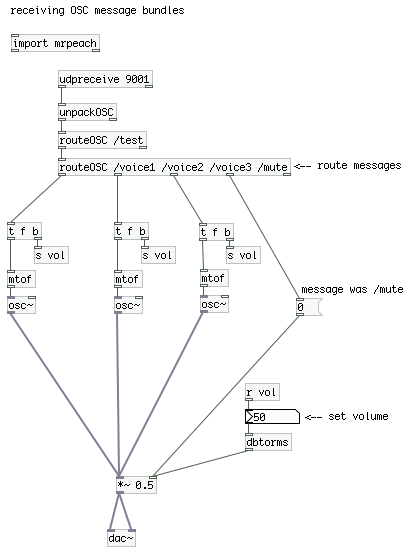 receiving OSC message bundles
import mrpeach
udpreceive 9001
unpackOSC
routeOSC /test
routeOSC /voice1 /voice2 /voice3 /mute
<-- route messages
t f b
t f b
t f b
s vol
s vol
s vol
mtof
mtof
mtof
osc~
osc~
osc~
message was /mute
0
r vol
50
<-- set volume
dbtorms
*~ 0.5
dac~